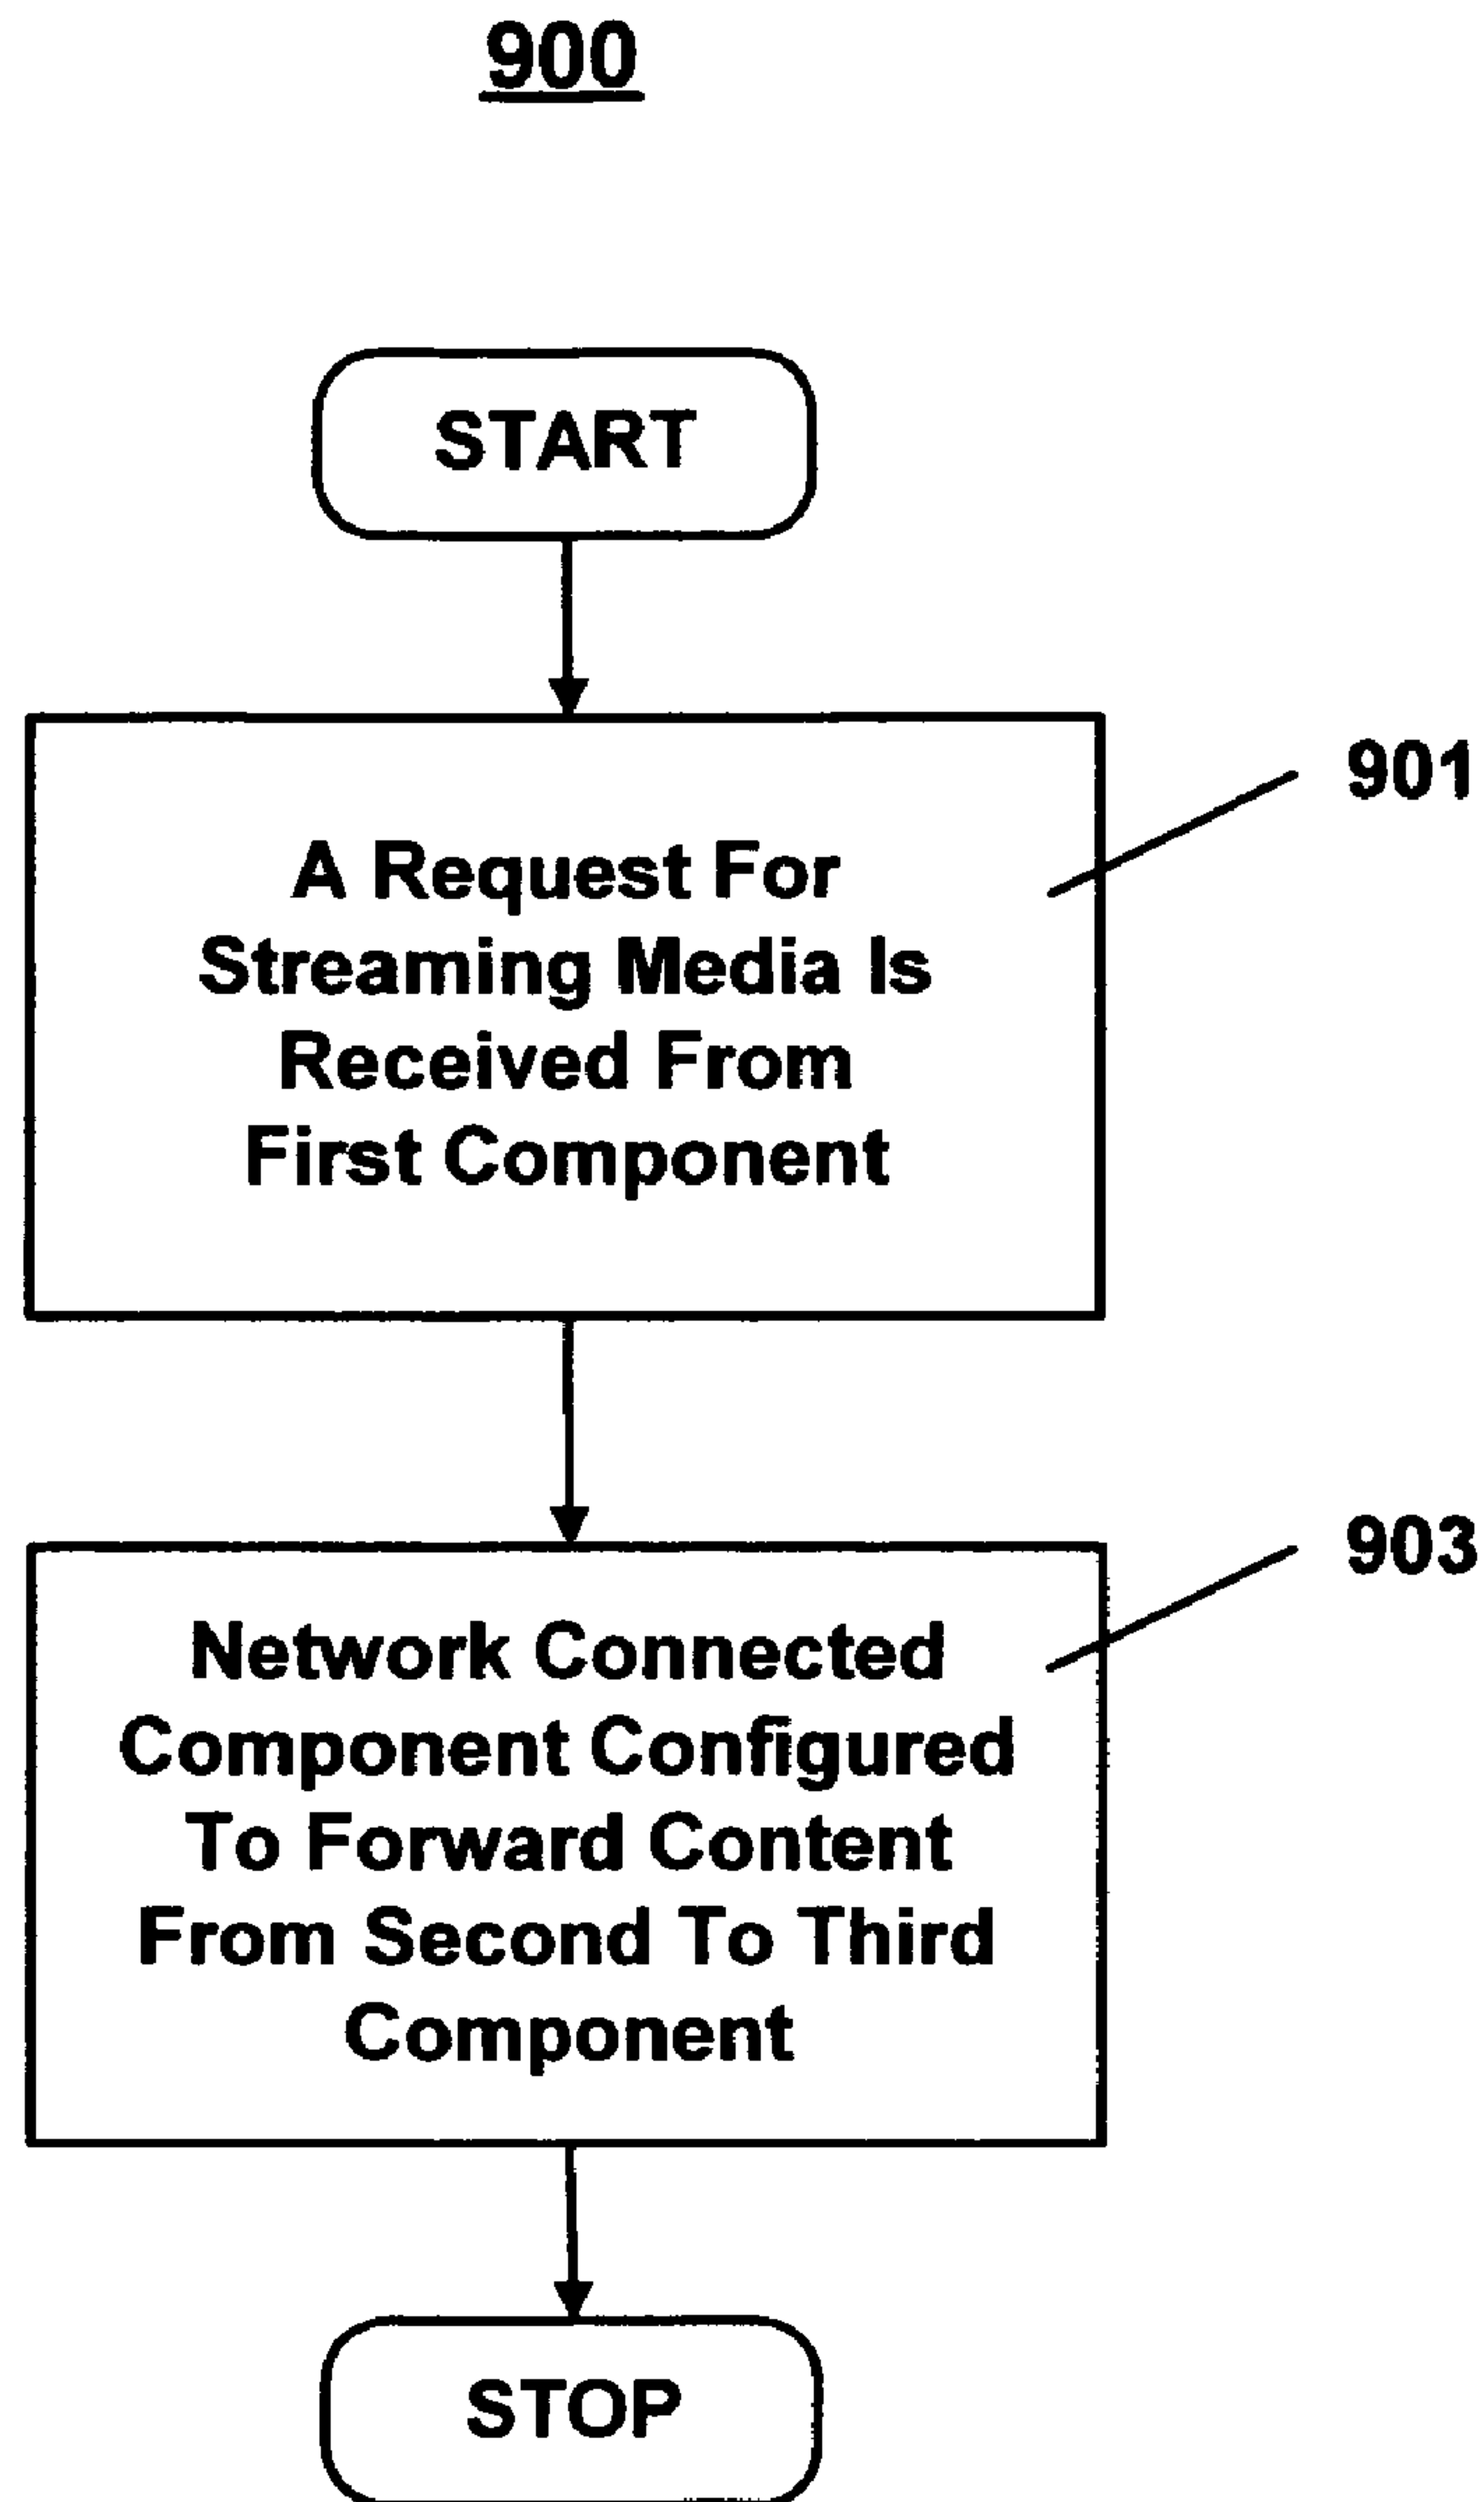 900
START
A Request For
Streaming Media Is
Received From
First Component
901
Network Connected
Component Configured
To Forward Content
From Second To Third
Component
903
STOP